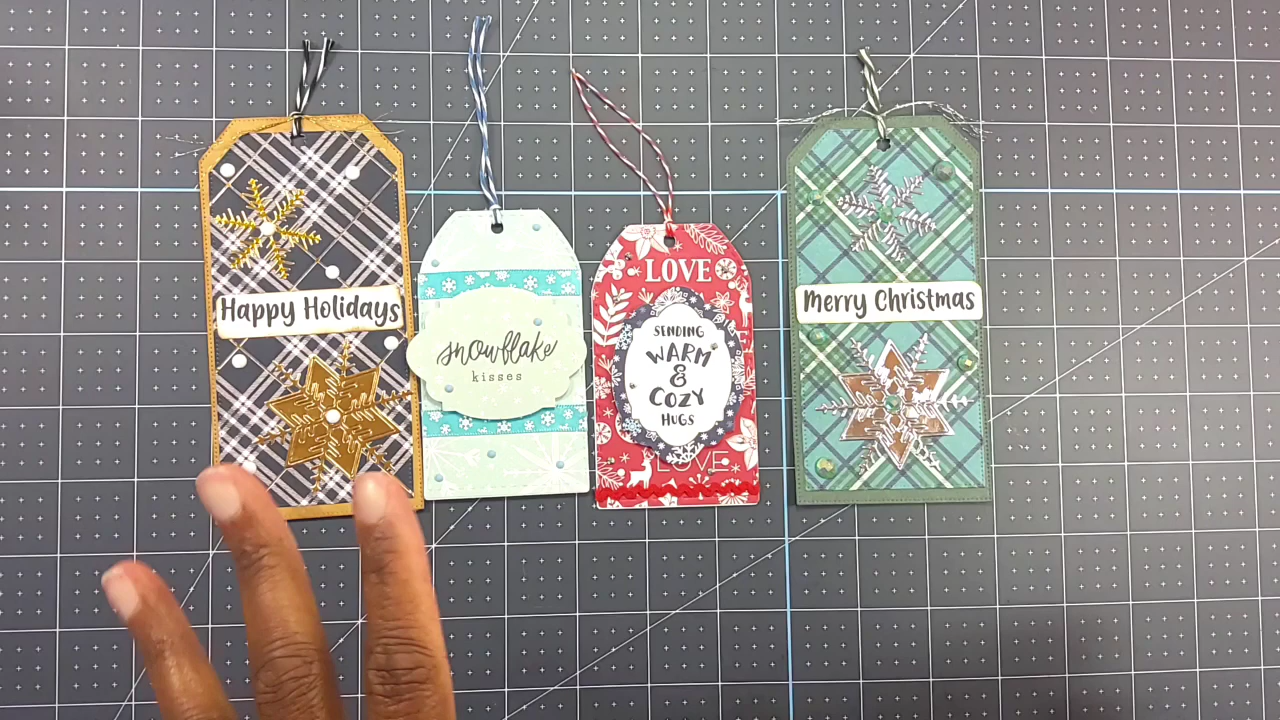 Happy Holidays
snowflake
kisses
LOVE
SENDING
WARM
&
COZY
HUGS
LOVE
Merry Christmas